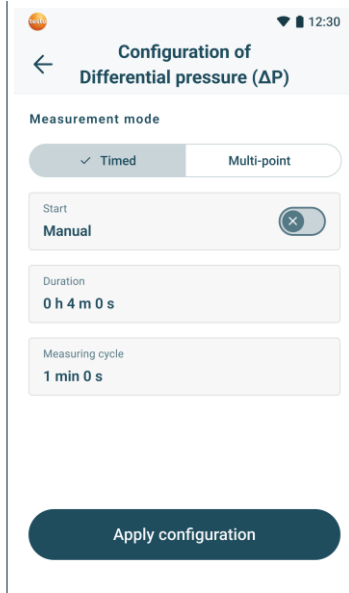 testo
12:30
Configuration of
Differential pressure (ΔP)
Measurement mode
Timed
Multi-point
Start
Manual
Duration
0 h 4 m 0 s
Measuring cycle
1 min 0 s
Apply configuration